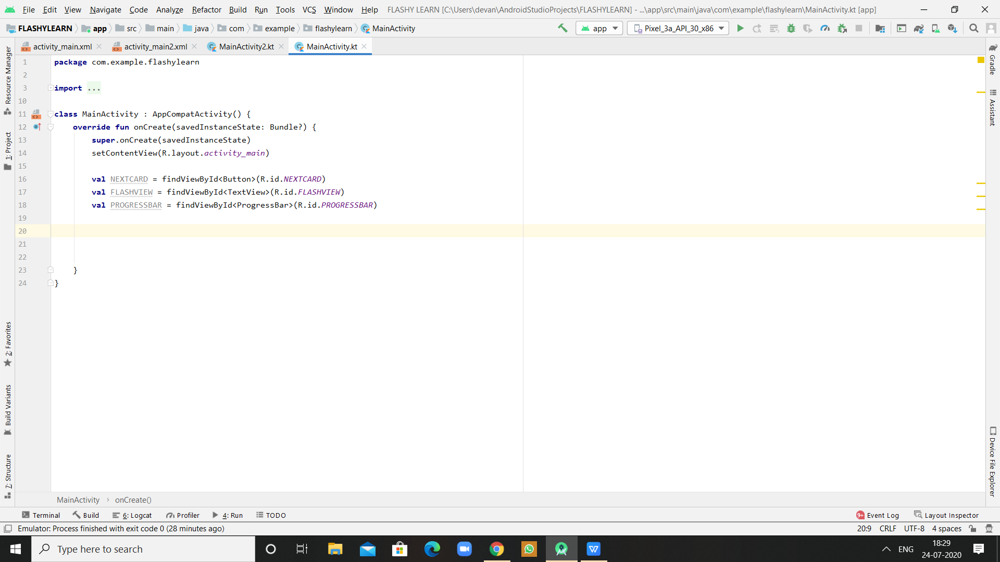 File Edit View Navigate Code Analyze Refactor Build Run Tools VCS Window Help FLASHY LEARN [C:\Users\devan\AndroidStudioProjects\FLASHYLEARN] - ...\app\src\main\java\com\example\flashylearn\MainActivity.kt [app]
FLASHYLEARN app src main java com example flashylearn MainActivity app Pixel_3a_API_30_x86
activity_main.xml activity_main2.xml MainActivity2.kt MainActivity.kt
1 package com.example.flashylearn
2
3 import ...
10
11 class MainActivity : AppCompatActivity() {
12 override fun onCreate(savedInstanceState: Bundle?) {
13 super.onCreate(savedInstanceState)
14 setContentView(R.layout.activity_main)
15
16 val NEXTCARD = findViewById<Button>(R.id.NEXTCARD)
17 val FLASHVIEW = findViewById<TextView>(R.id.FLASHVIEW)
18 val PROGRESSBAR = findViewById<ProgressBar>(R.id.PROGRESSBAR)
19
20
21
22
23 }
24 }
Resource Manager
1: Project
2: Favorites
Build Variants
7: Structure
Gradle
Assistant
Device File Explorer
MainActivity › onCreate()
Terminal Build 6: Logcat Profiler 4: Run TODO 9+ Event Log Layout Inspector
Emulator: Process finished with exit code 0 (28 minutes ago) 20:9 CRLF UTF-8 4 spaces
Type here to search ENG 18:29
24-07-2020